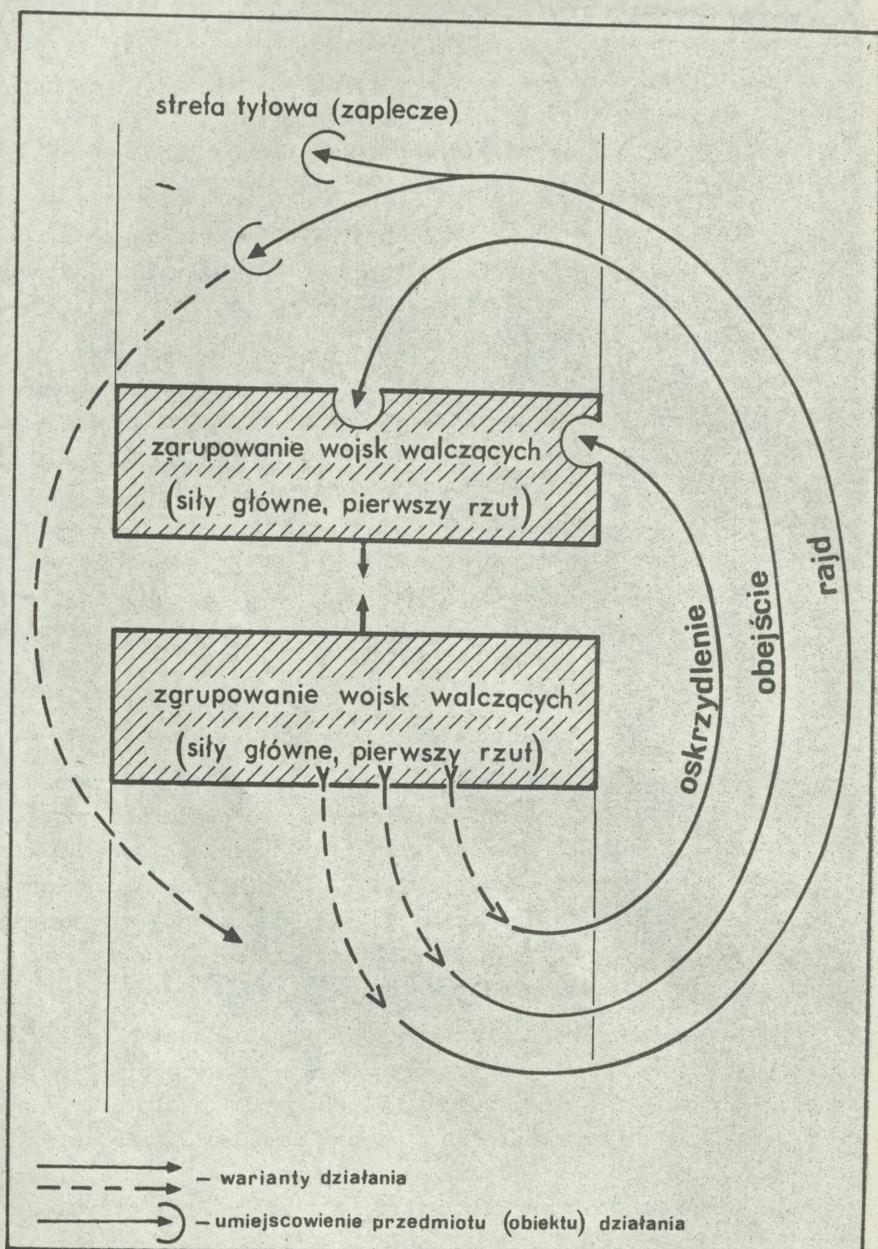 strefa tyłowa (zaplecze)
zgrupowanie wojsk walczących
(siły główne, pierwszy rzut)
rajd
obejście
oskrzydlenie
zgrupowanie wojsk walczących
(siły główne, pierwszy rzut)
– warianty działania
– umiejscowienie przedmiotu (obiektu) działania